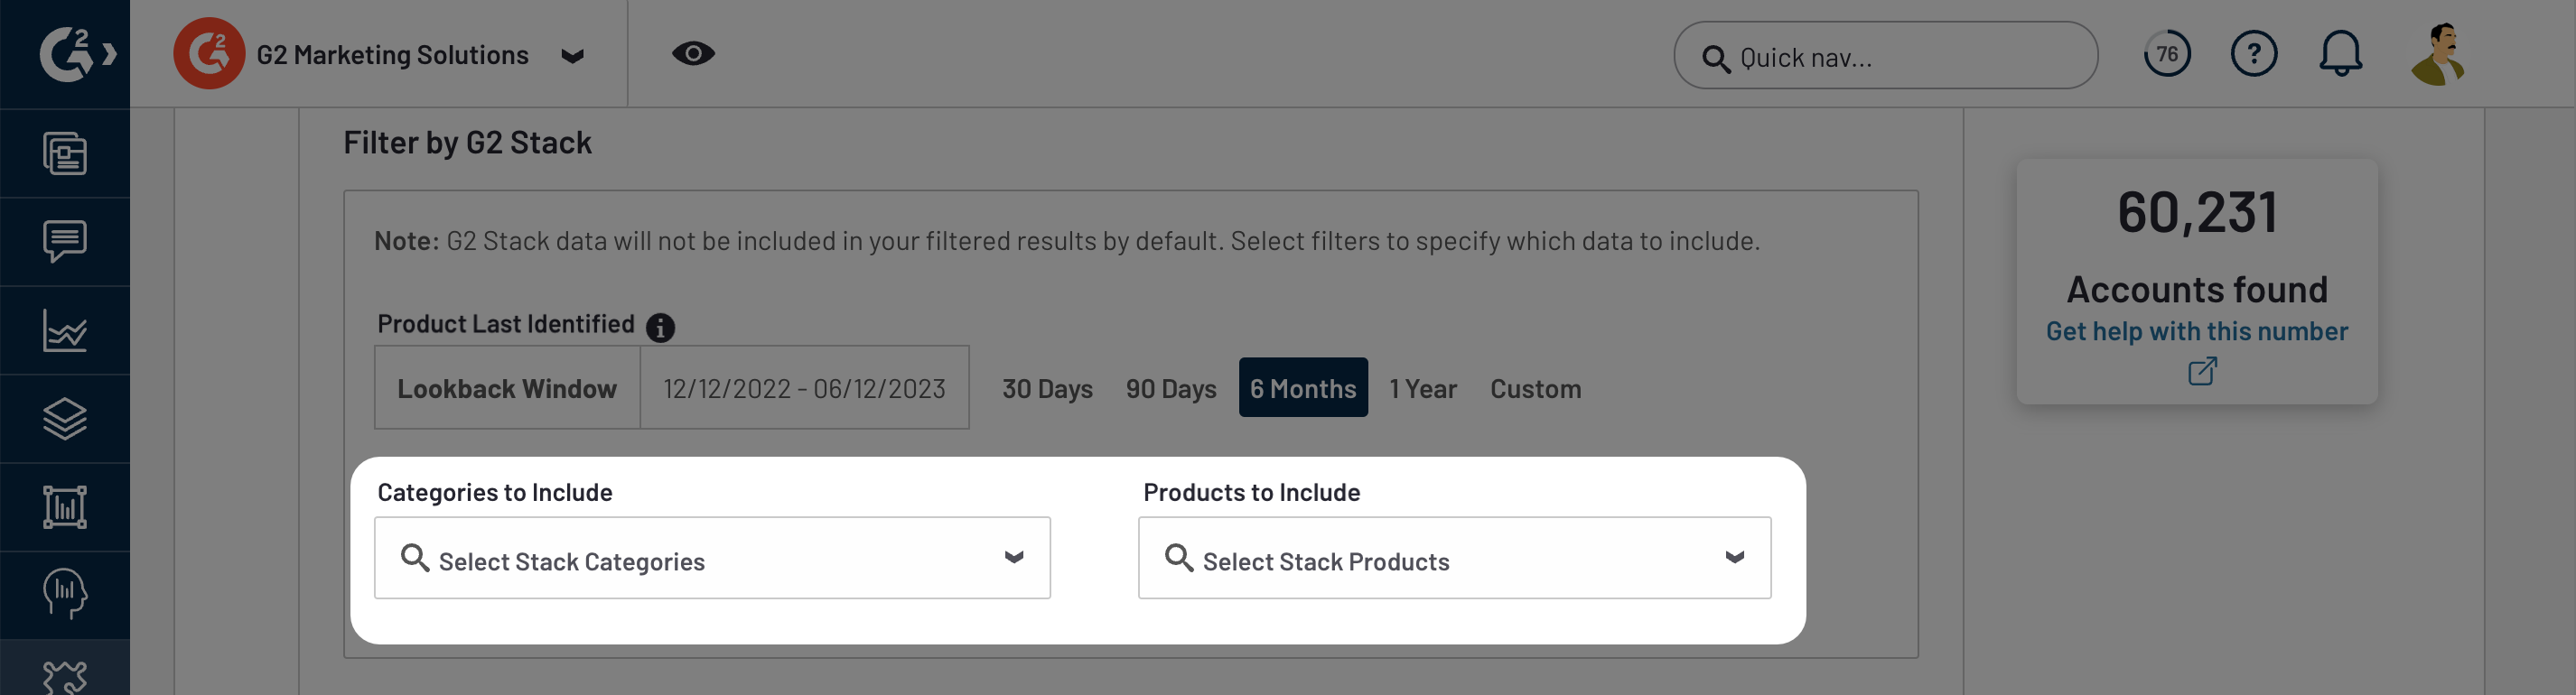 G2
G2 Marketing Solutions
Quick nav...
76
?
Filter by G2 Stack
Note: G2 Stack data will not be included in your filtered results by default. Select filters to specify which data to include.
60,231
Accounts found
Get help with this number
Product Last Identified i
Lookback Window 12/12/2022 - 06/12/2023 30 Days 90 Days 6 Months 1 Year Custom
Categories to Include Products to Include
Select Stack Categories Select Stack Products